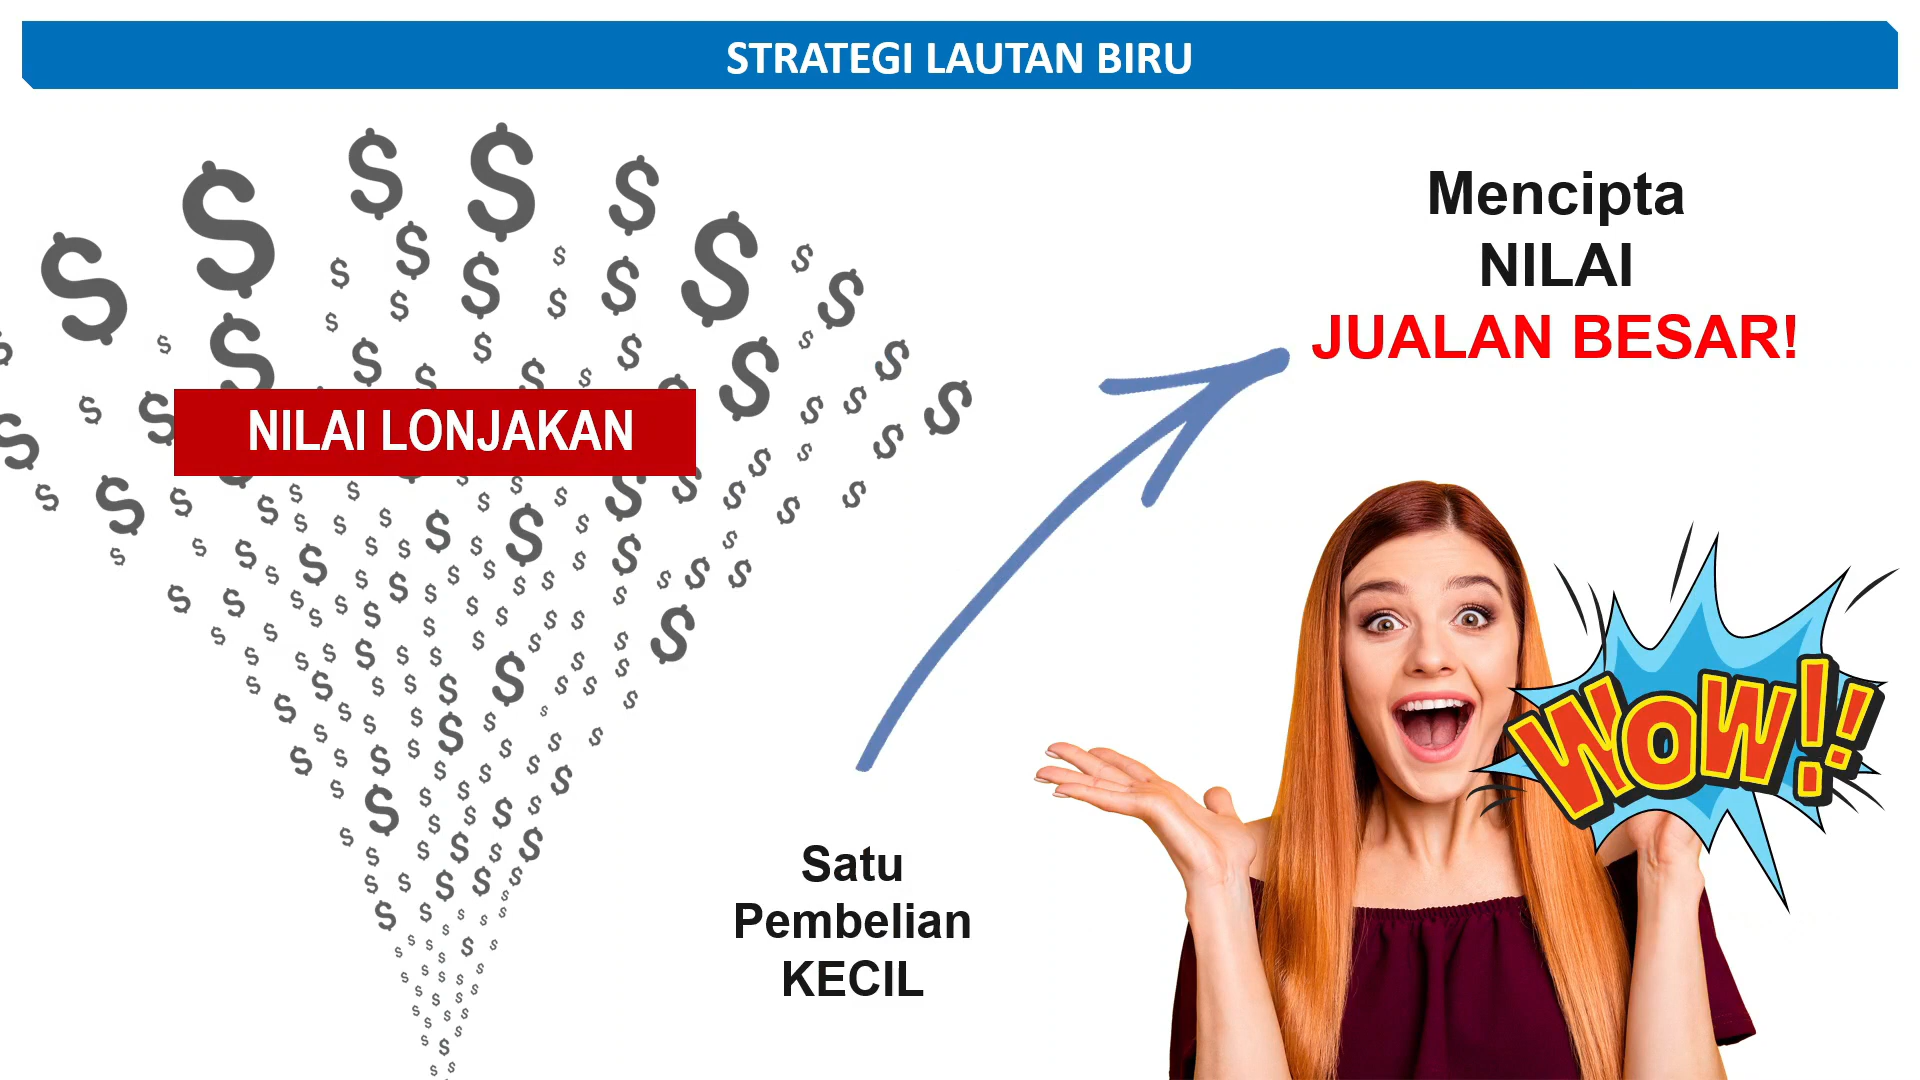 STRATEGI LAUTAN BIRU
NILAI LONJAKAN
Mencipta
NILAI
JUALAN BESAR!
Satu
Pembelian
KECIL
WOW!!